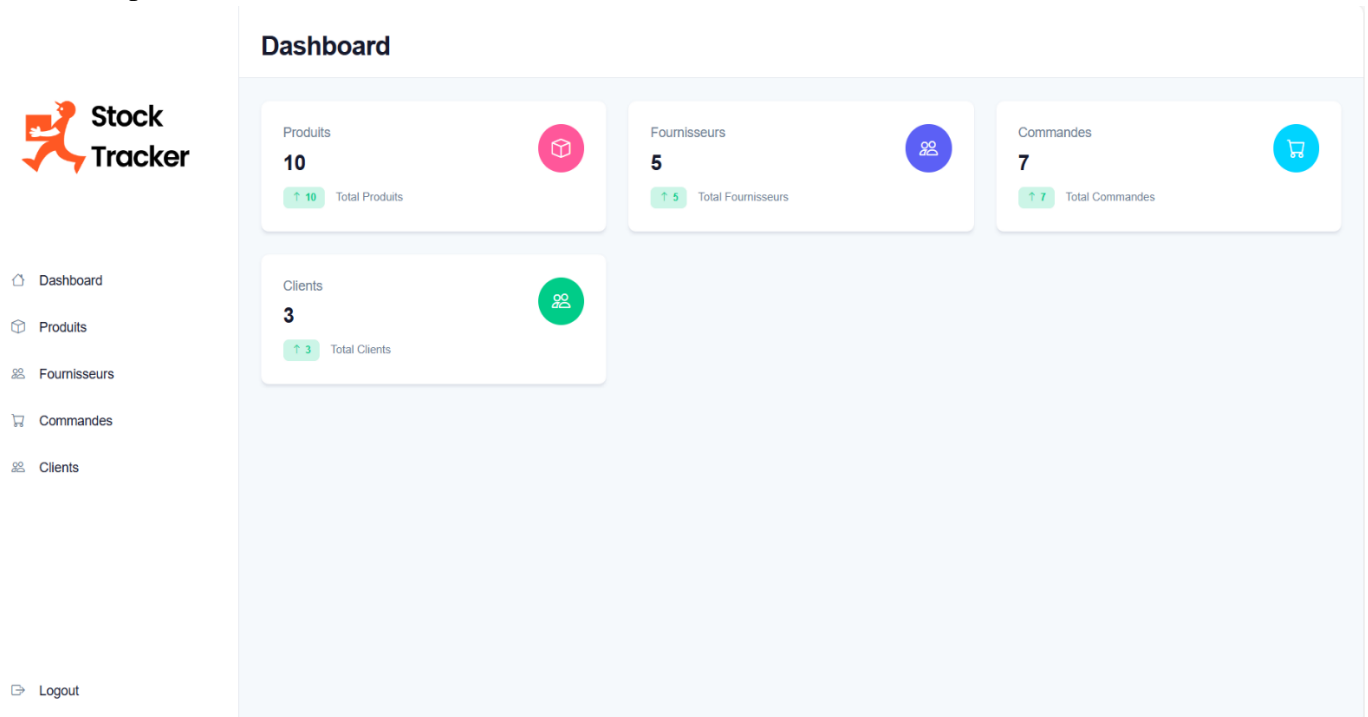 Dashboard
Stock
Tracker
Dashboard
Produits
Fournisseurs
Commandes
Clients
Logout
Produits
10
↑ 10 Total Produits
Fournisseurs
5
↑ 5 Total Fournisseurs
Commandes
7
↑ 7 Total Commandes
Clients
3
↑ 3 Total Clients